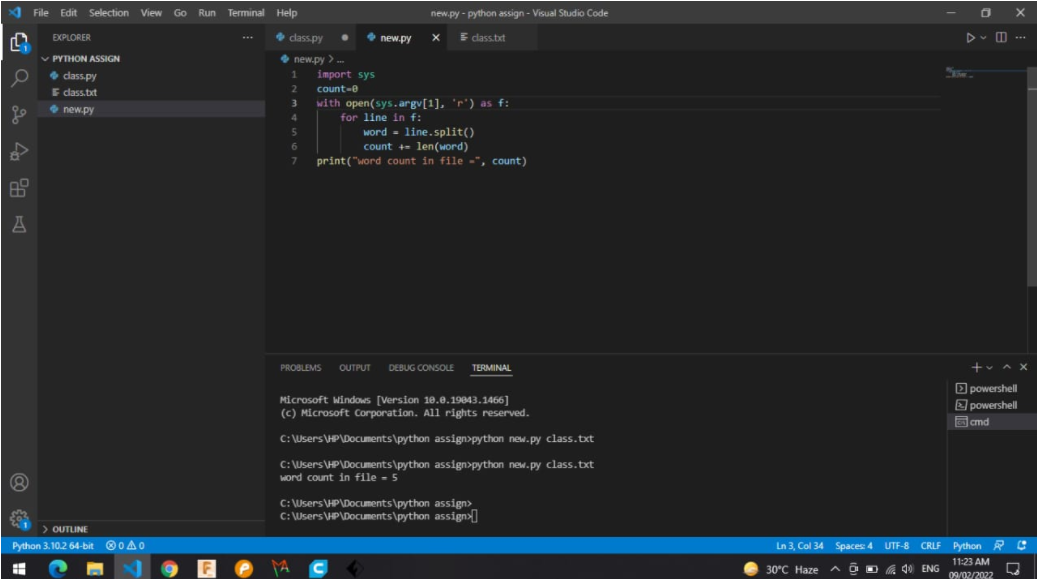 File Edit Selection View Go Run Terminal Help new.py - python assign - Visual Studio Code
EXPLORER
PYTHON ASSIGN
class.py
class.txt
new.py
OUTLINE
class.py new.py class.txt
new.py > ...
1 import sys
2 count=0
3 with open(sys.argv[1], 'r') as f:
4 for line in f:
5 word = line.split()
6 count += len(word)
7 print("word count in file =", count)
PROBLEMS OUTPUT DEBUG CONSOLE TERMINAL
Microsoft Windows [Version 10.0.19043.1466]
(c) Microsoft Corporation. All rights reserved.
C:\Users\HP\Documents\python assign>python new.py class.txt
C:\Users\HP\Documents\python assign>python new.py class.txt
word count in file = 5
C:\Users\HP\Documents\python assign>
C:\Users\HP\Documents\python assign>
powershell
powershell
cmd
1
1
Python 3.10.2 64-bit 0 0 Ln 3, Col 34 Spaces: 4 UTF-8 CRLF Python
30°C Haze ENG 11:23 AM
09/02/2022